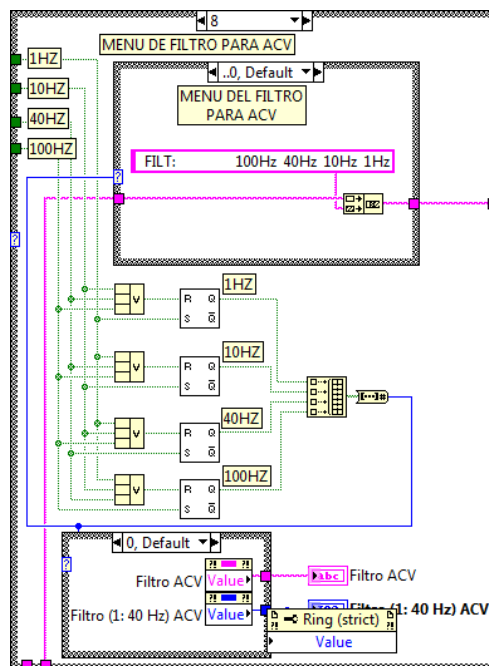 8
MENU DE FILTRO PARA ACV
1HZ
10HZ
40HZ
100HZ
..0, Default
MENU DEL FILTRO
PARA ACV
FILT: 100Hz 40Hz 10Hz 1Hz
?
?
V
R Q
S Q̅
1HZ
V
R Q
S Q̅
10HZ
V
R Q
S Q̅
40HZ
V
R Q
S Q̅
100HZ
0, Default
?
Filtro ACV
Value
Filtro (1: 40 Hz) ACV
Value
abc
Filtro ACV
Filtro (1: 40 Hz) ACV
Ring (strict)
Value